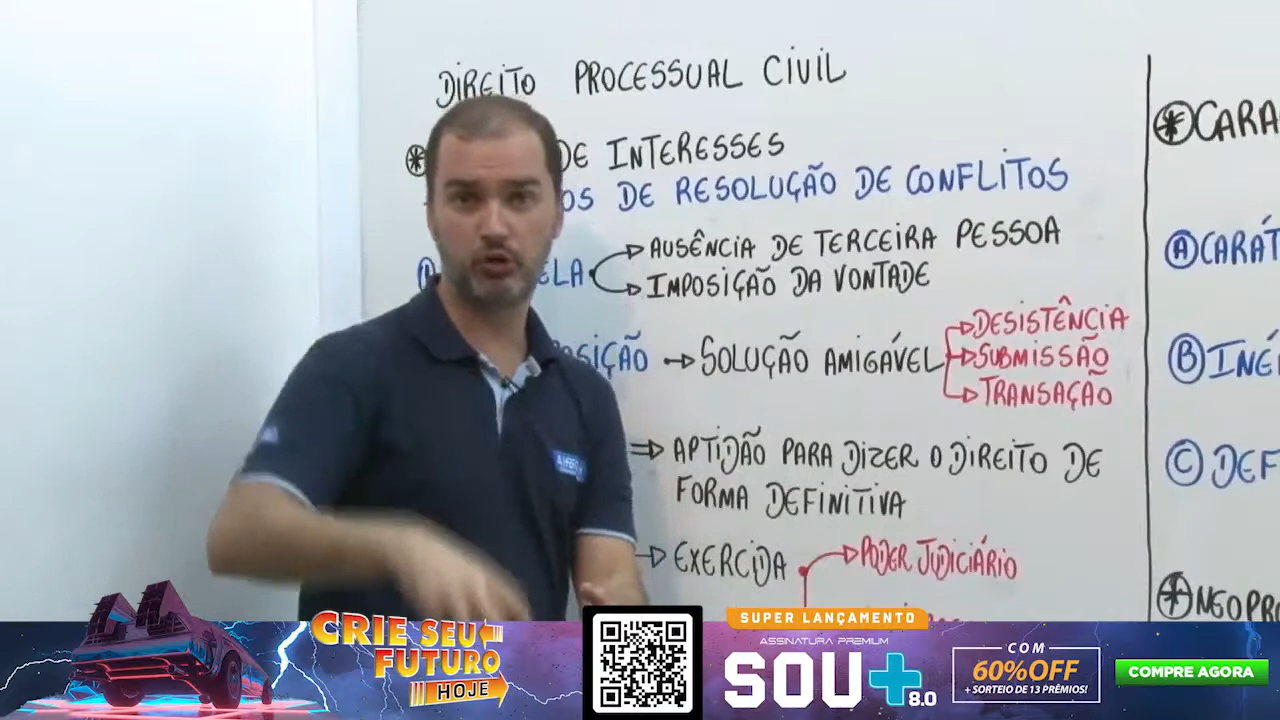 DIREITO PROCESSUAL CIVIL
DE INTERESSES
OS DE RESOLUÇÃO DE CONFLITOS
ELA
AUSÊNCIA DE TERCEIRA PESSOA
IMPOSIÇÃO DA VONTADE
OSIÇÃO → SOLUÇÃO AMIGÁVEL
DESISTÊNCIA
SUBMISSÃO
TRANSAÇÃO
⇒ APTIDÃO PARA DIZER O DIREITO DE
FORMA DEFINITIVA
EXERCIDA
PODER JUDICIÁRIO
CARA
A CARÁT
B INÉ
C DEF
NEOPRO
CRIE SEU
FUTURO
HOJE
SUPER LANÇAMENTO
ASSINATURA PREMIUM
SOU+ 8.0
COM
60%OFF
+ SORTEIO DE 13 PRÊMIOS!
COMPRE AGORA